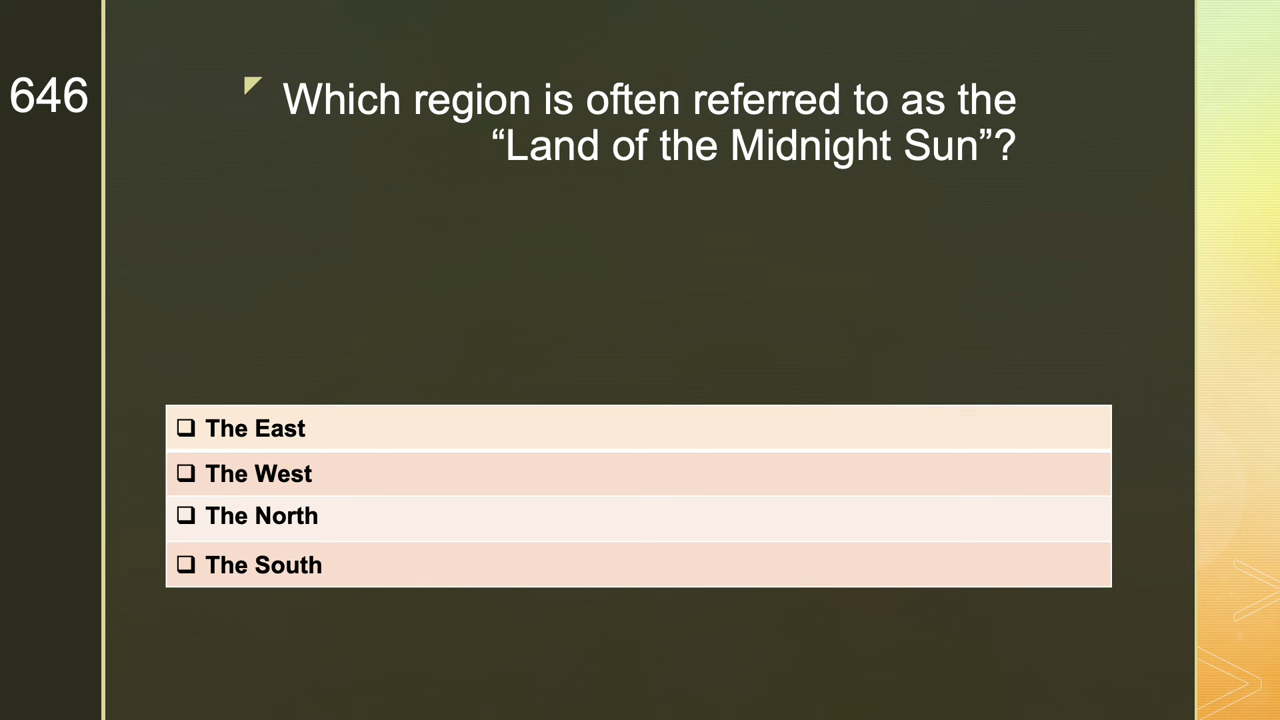 646
Which region is often referred to as the
“Land of the Midnight Sun”?
❑ The East
❑ The West
❑ The North
❑ The South